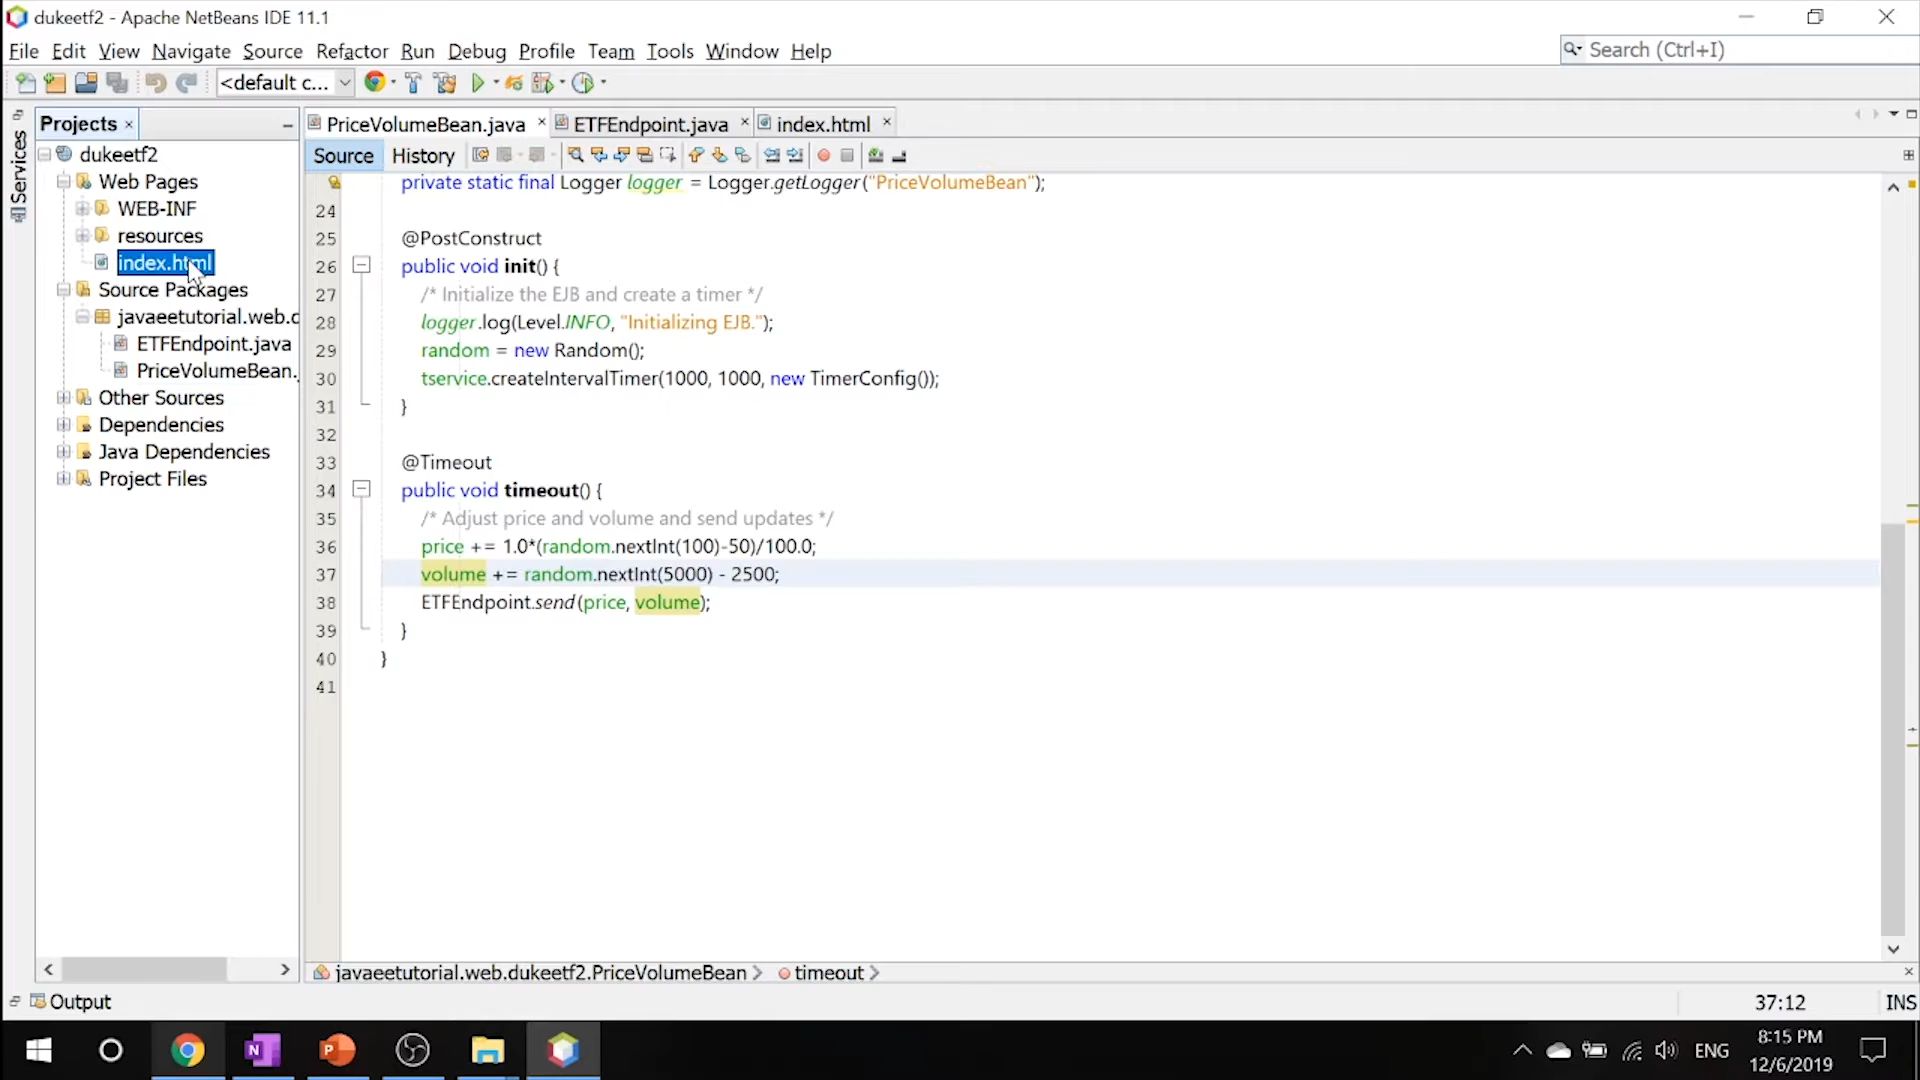 dukeetf2 - Apache NetBeans IDE 11.1
File Edit View Navigate Source Refactor Run Debug Profile Team Tools Window Help
Search (Ctrl+I)
<default c...
Services
Projects
dukeetf2
Web Pages
WEB-INF
resources
index.html
Source Packages
javaeetutorial.web.d
ETFEndpoint.java
PriceVolumeBean.
Other Sources
Dependencies
Java Dependencies
Project Files
PriceVolumeBean.java ETFEndpoint.java index.html
Source History
private static final Logger logger = Logger.getLogger("PriceVolumeBean");
24
25 @PostConstruct
26 public void init() {
27 /* Initialize the EJB and create a timer */
28 logger.log(Level.INFO, "Initializing EJB.");
29 random = new Random();
30 tservice.createIntervalTimer(1000, 1000, new TimerConfig());
31 }
32
33 @Timeout
34 public void timeout() {
35 /* Adjust price and volume and send updates */
36 price += 1.0*(random.nextInt(100)-50)/100.0;
37 volume += random.nextInt(5000) - 2500;
38 ETFEndpoint.send(price, volume);
39 }
40 }
41
javaeetutorial.web.dukeetf2.PriceVolumeBean timeout
Output
37:12 INS
ENG
8:15 PM
12/6/2019